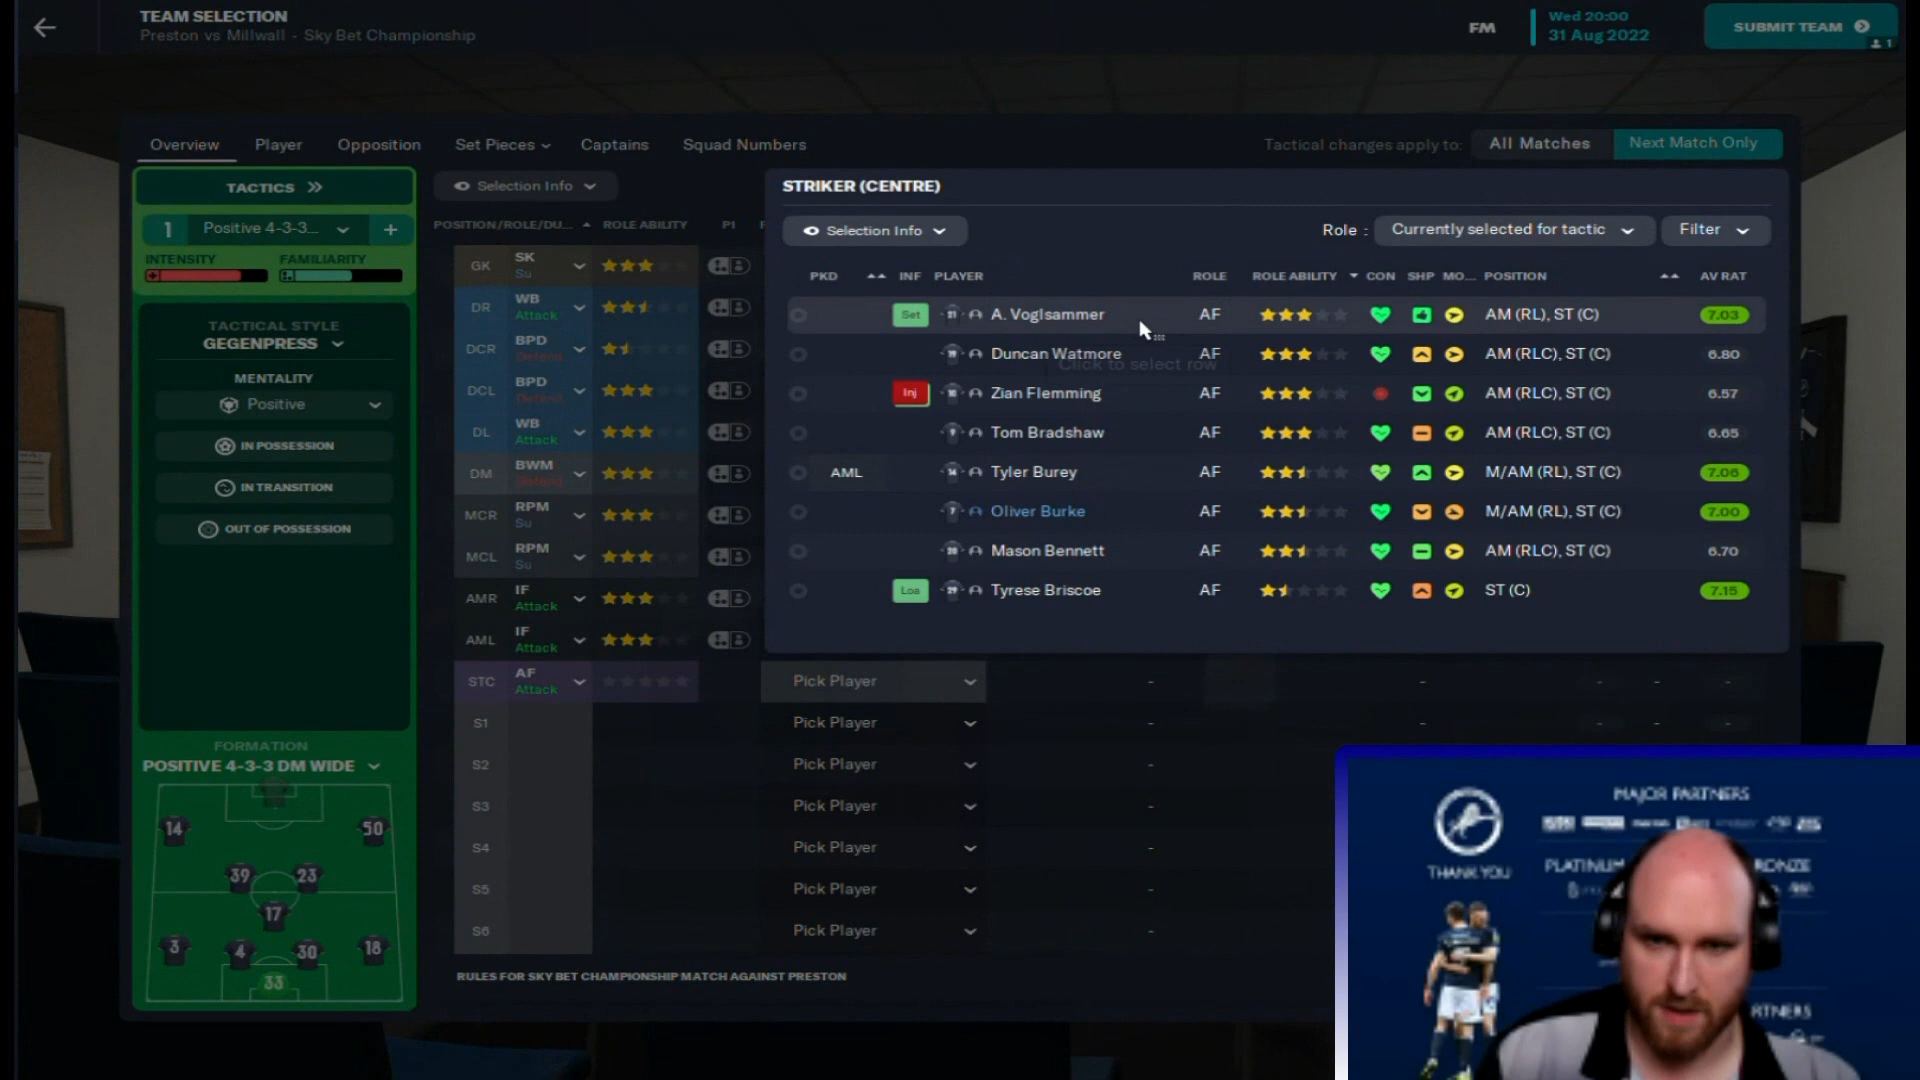 TEAM SELECTION
Preston vs Millwall - Sky Bet Championship
FM
Wed 20:00
31 Aug 2022
SUBMIT TEAM
1
Overview Player Opposition Set Pieces Captains Squad Numbers
Tactical changes apply to: All Matches Next Match Only
TACTICS
1 Positive 4-3-3... +
INTENSITY FAMILIARITY
TACTICAL STYLE
GEGENPRESS
MENTALITY
Positive
IN POSSESSION
IN TRANSITION
OUT OF POSSESSION
FORMATION
POSITIVE 4-3-3 DM WIDE
14 50
39 23
17
3 4 30 18
33
Selection Info
POSITION/ROLE/DU... ROLE ABILITY P1
GK SK Su
DR WB Attack
DCR BPD Defend
DCL BPD Defend
DL WB Attack
DM BWM Defend
MCR RPM Su
MCL RPM Su
AMR IF Attack
AML IF Attack
STC AF Attack Pick Player - - - - -
S1 Pick Player - - - - -
S2 Pick Player -
S3 Pick Player -
S4 Pick Player -
S5 Pick Player -
S6 Pick Player -
RULES FOR SKY BET CHAMPIONSHIP MATCH AGAINST PRESTON
STRIKER (CENTRE)
Selection Info
Role : Currently selected for tactic Filter
PKD INF PLAYER ROLE ROLE ABILITY CON SHP MO... POSITION AV RAT
Set A. Voglsammer AF AM (RL), ST (C) 7.03
Duncan Watmore AF AM (RLC), ST (C) 6.80
Click to select row
Inj Zian Flemming AF AM (RLC), ST (C) 6.57
Tom Bradshaw AF AM (RLC), ST (C) 6.65
AML Tyler Burey AF M/AM (RL), ST (C) 7.06
Oliver Burke AF M/AM (RL), ST (C) 7.00
Mason Bennett AF AM (RLC), ST (C) 6.70
Loa Tyrese Briscoe AF ST (C) 7.15
MAJOR PARTNERS
THANK YOU
PLATINUM
BRONZE